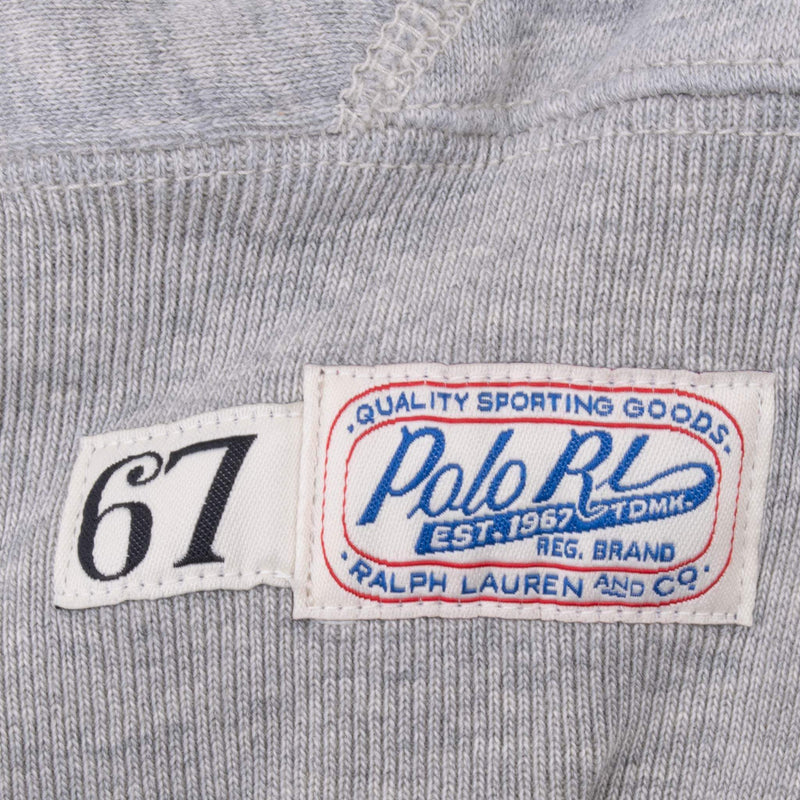 67
·QUALITY SPORTING GOODS·
Polo RL
EST. 1967 TDMK.
REG. BRAND
·RALPH LAUREN AND CO.·